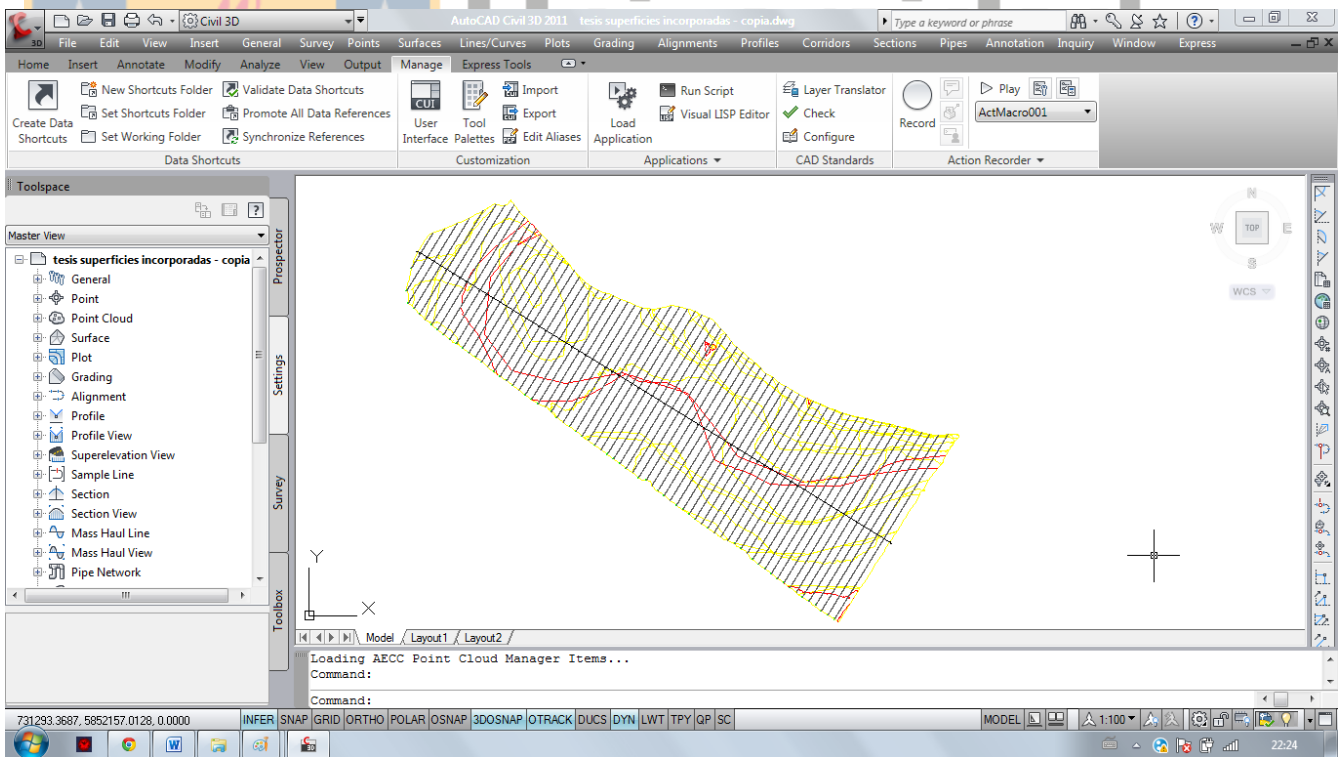 Civil 3D
AutoCAD Civil 3D 2011 tesis superficies incorporadas - copia.dwg
Type a keyword or phrase
3D File Edit View Insert General Survey Points Surfaces Lines/Curves Plots Grading Alignments Profiles Corridors Sections Pipes Annotation Inquiry Window Express
Home Insert Annotate Modify Analyze View Output Manage Express Tools
Create Data Shortcuts
New Shortcuts Folder
Set Shortcuts Folder
Set Working Folder
Validate Data Shortcuts
Promote All Data References
Synchronize References
Data Shortcuts
CUI
User Interface
Tool Palettes
Import
Export
Edit Aliases
Customization
Load Application
Run Script
Visual LISP Editor
Applications
Layer Translator
Check
Configure
CAD Standards
Record
Play
ActMacro001
Action Recorder
Toolspace
Master View
tesis superficies incorporadas - copia
General
Point
Point Cloud
Surface
Plot
Grading
Alignment
Profile
Profile View
Superelevation View
Sample Line
Section
Section View
Mass Haul Line
Mass Haul View
Pipe Network
Prospector
Settings
Survey
Toolbox
N
W TOP E
S
WCS
Y
X
Model Layout1 Layout2
Loading AECC Point Cloud Manager Items...
Command:
Command:
731293.3687, 5852157.0128, 0.0000 INFER SNAP GRID ORTHO POLAR OSNAP 3DOSNAP OTRACK DUCS DYN LWT TPY QP SC MODEL 1:100
22:24